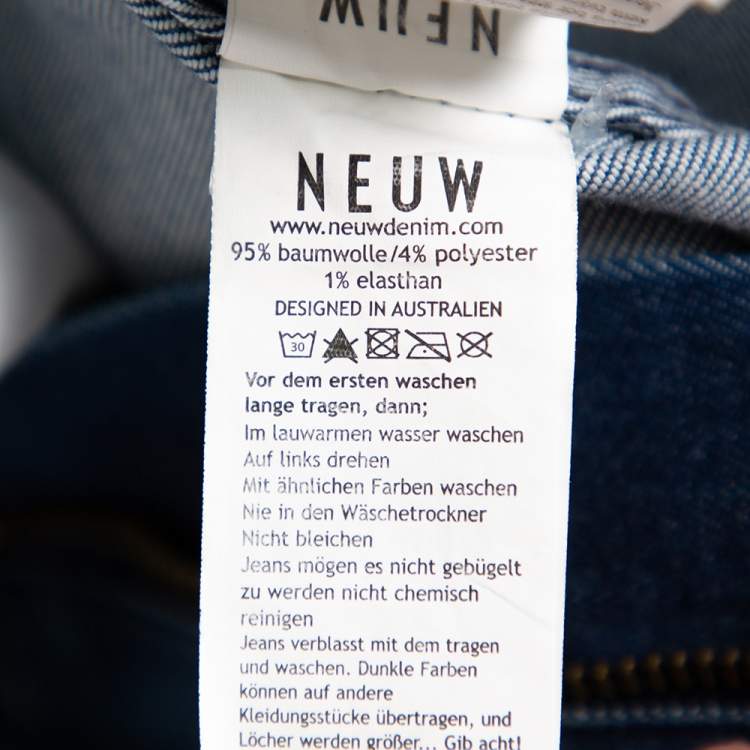 NEUW
NEUW
www.neuwdenim.com
95% baumwolle/4% polyester
1% elasthan
DESIGNED IN AUSTRALIEN
30
Vor dem ersten waschen
lange tragen, dann;
Im lauwarmen wasser waschen
Auf links drehen
Mit ähnlichen Farben waschen
Nie in den Wäschetrockner
Nicht bleichen
Jeans mögen es nicht gebügelt
zu werden nicht chemisch
reinigen
Jeans verblasst mit dem tragen
und waschen. Dunkle Farben
können auf andere
Kleidungsstücke übertragen, und
Löcher werden größer... Gib acht!